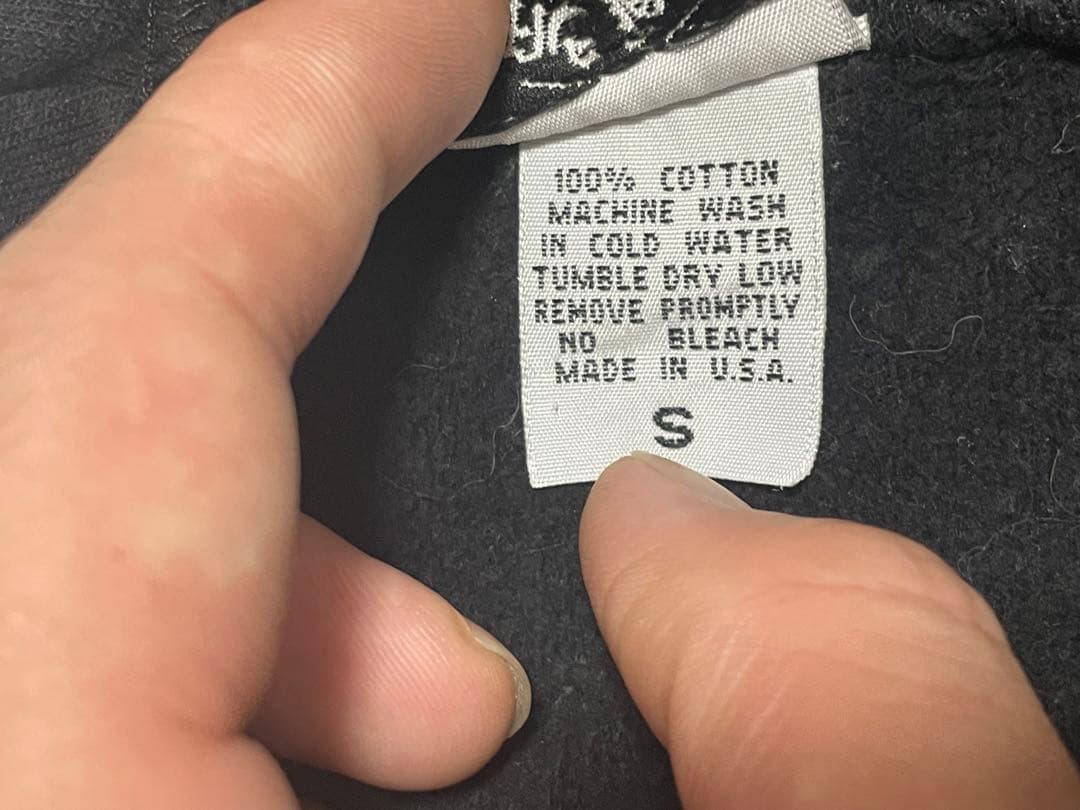 100% COTTON
MACHINE WASH
IN COLD WATER
TUMBLE DRY LOW
REMOVE PROMPTLY
NO BLEACH
MADE IN U.S.A.
S